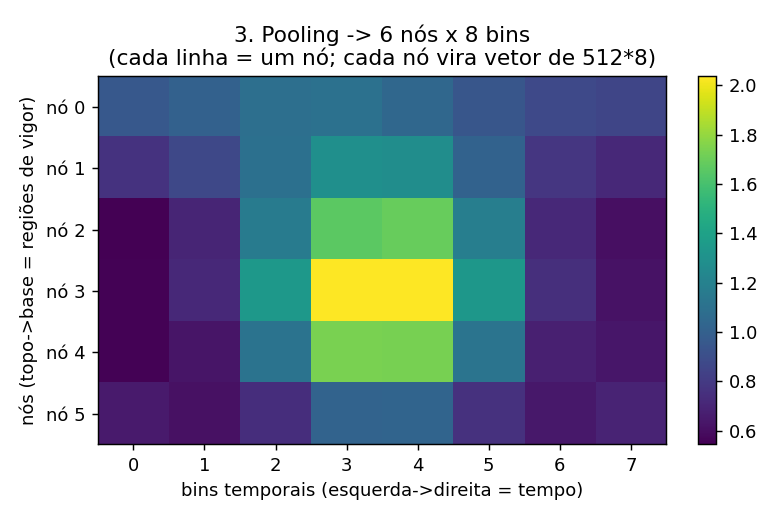 3. Pooling -> 6 nós x 8 bins
(cada linha = um nó; cada nó vira vetor de 512*8)
nós (topo->base = regiões de vigor)
nó 0
nó 1
nó 2
nó 3
nó 4
nó 5
0 1 2 3 4 5 6 7
bins temporais (esquerda->direita = tempo)
2.0
1.8
1.6
1.4
1.2
1.0
0.8
0.6